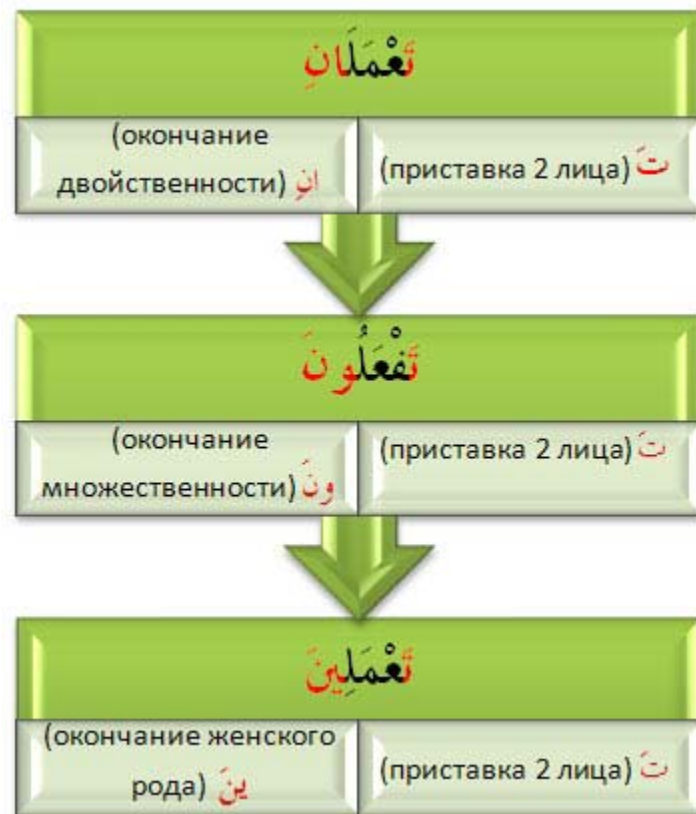 تَعْمَلَانِ
(окончание
двойственности) انِ
(приставка 2 лица) تَ
تَفْعَلُونَ
(окончание
множественности) ونَ
(приставка 2 лица) تَ
تَعْمَلِينَ
(окончание женского
рода) ينَ
(приставка 2 лица) تَ